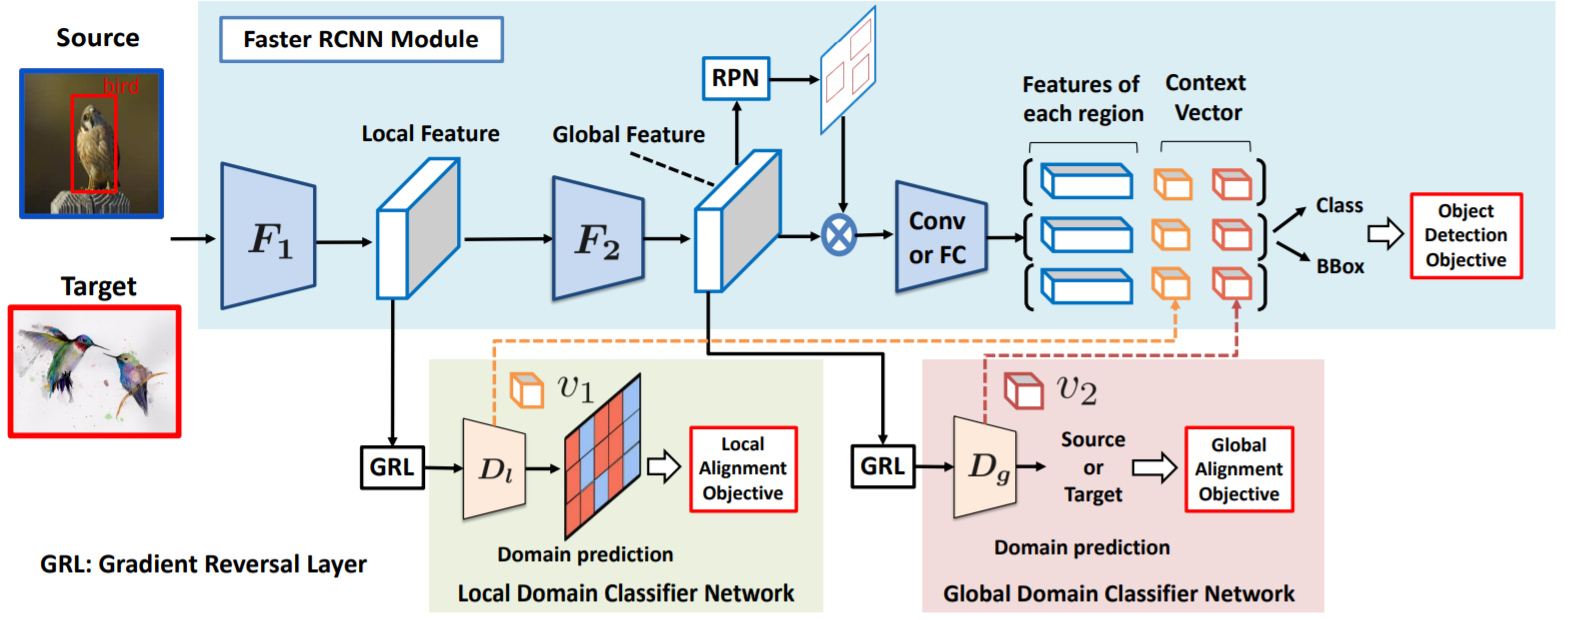 Source
bird
Target
Faster RCNN Module
Local Feature
Global Feature
RPN
Features of
each region
Context
Vector
F1
F2
Conv
or FC
Class
BBox
Object
Detection
Objective
GRL
v1
Dl
Local
Alignment
Objective
Domain prediction
Local Domain Classifier Network
GRL
v2
Dg
Source
or
Target
Global
Alignment
Objective
Domain prediction
Global Domain Classifier Network
GRL: Gradient Reversal Layer